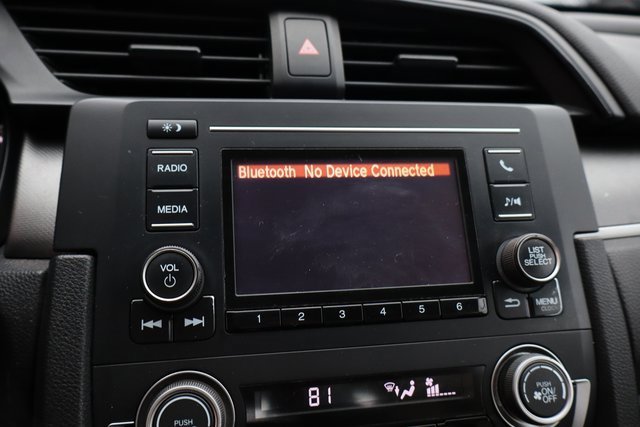 RADIO
MEDIA
VOL
Bluetooth No Device Connected
LIST
PUSH
SELECT
MENU
CLOCK
1 2 3 4 5 6
81
PUSH
PUSH
ON/
OFF